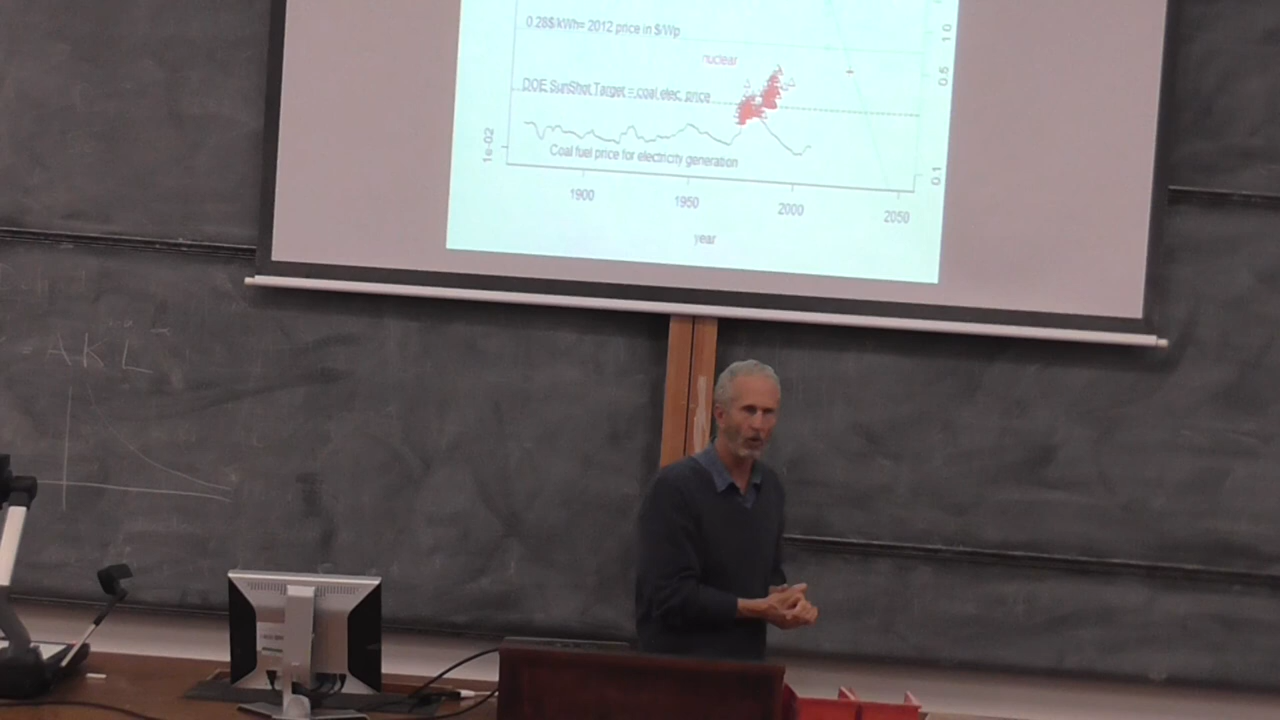 0.28$/kWh= 2012 price in $/Wp
nuclear
DOE SunShot Target = coal elec. price
Coal fuel price for electricity generation
1e-02
1.0
0.5
0.1
1900 1950 2000 2050
year
A K L